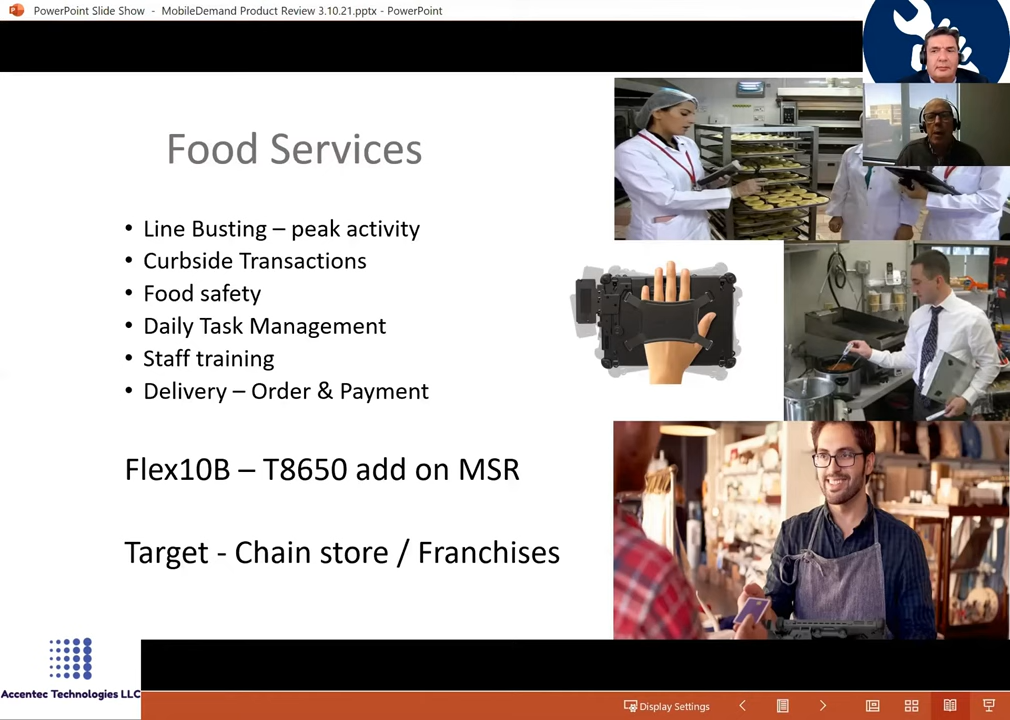 PowerPoint Slide Show - MobileDemand Product Review 3.10.21.pptx - PowerPoint
Food Services
• Line Busting – peak activity
• Curbside Transactions
• Food safety
• Daily Task Management
• Staff training
• Delivery – Order & Payment
Flex10B – T8650 add on MSR
Target - Chain store / Franchises
Accentec Technologies LLC
Display Settings